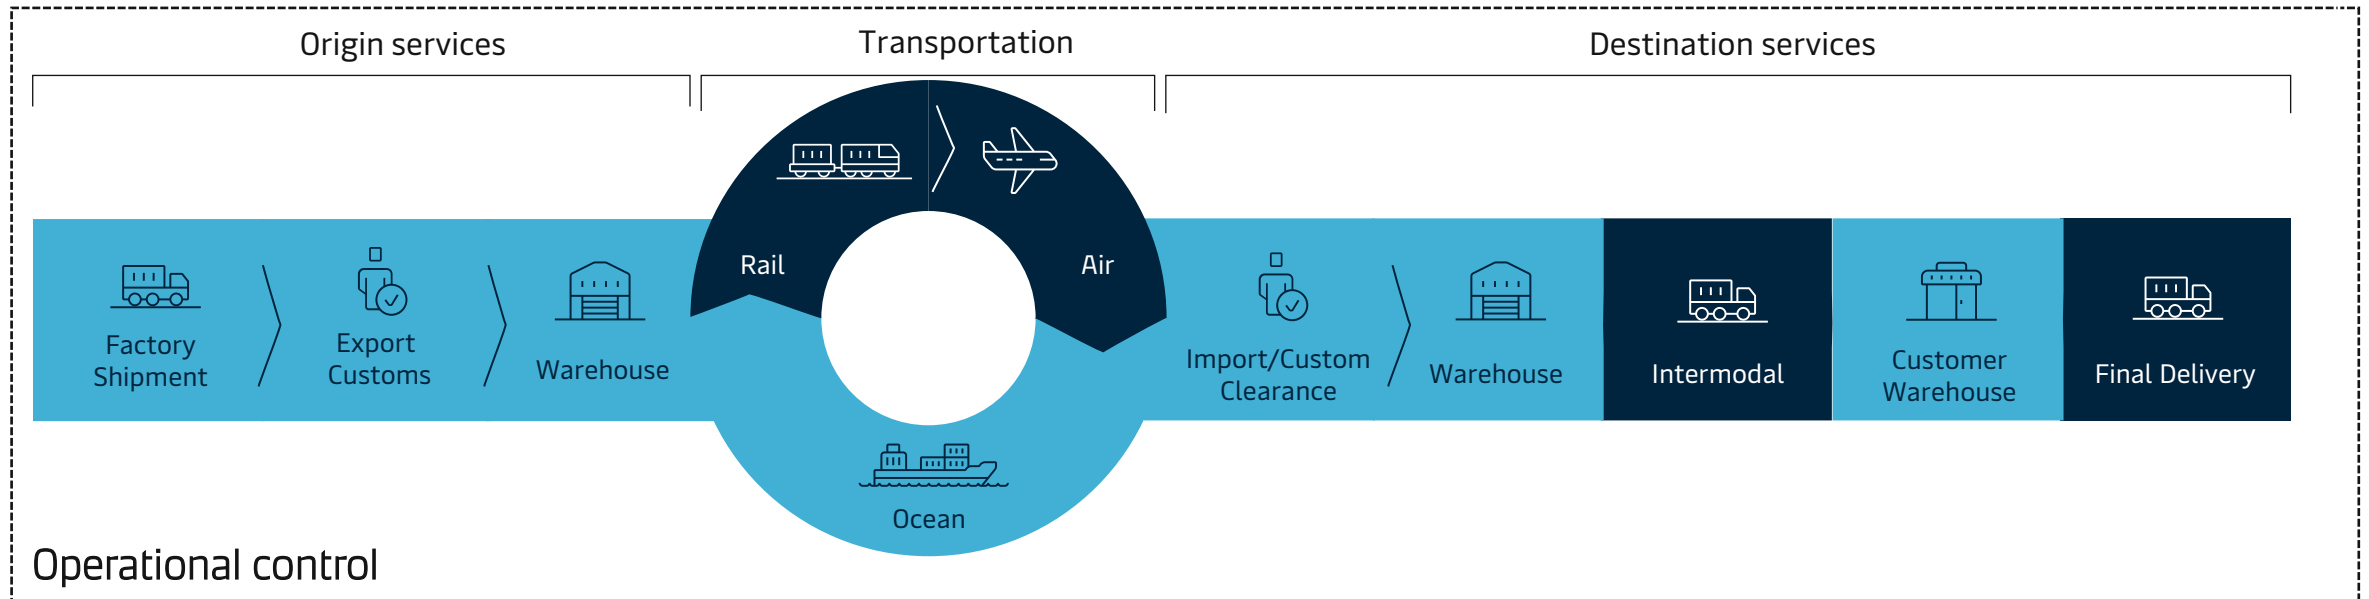 Origin services
Transportation
Destination services
Factory
Shipment
Export
Customs
Warehouse
Rail
Air
Ocean
Import/Custom
Clearance
Warehouse
Intermodal
Customer
Warehouse
Final Delivery
Operational control